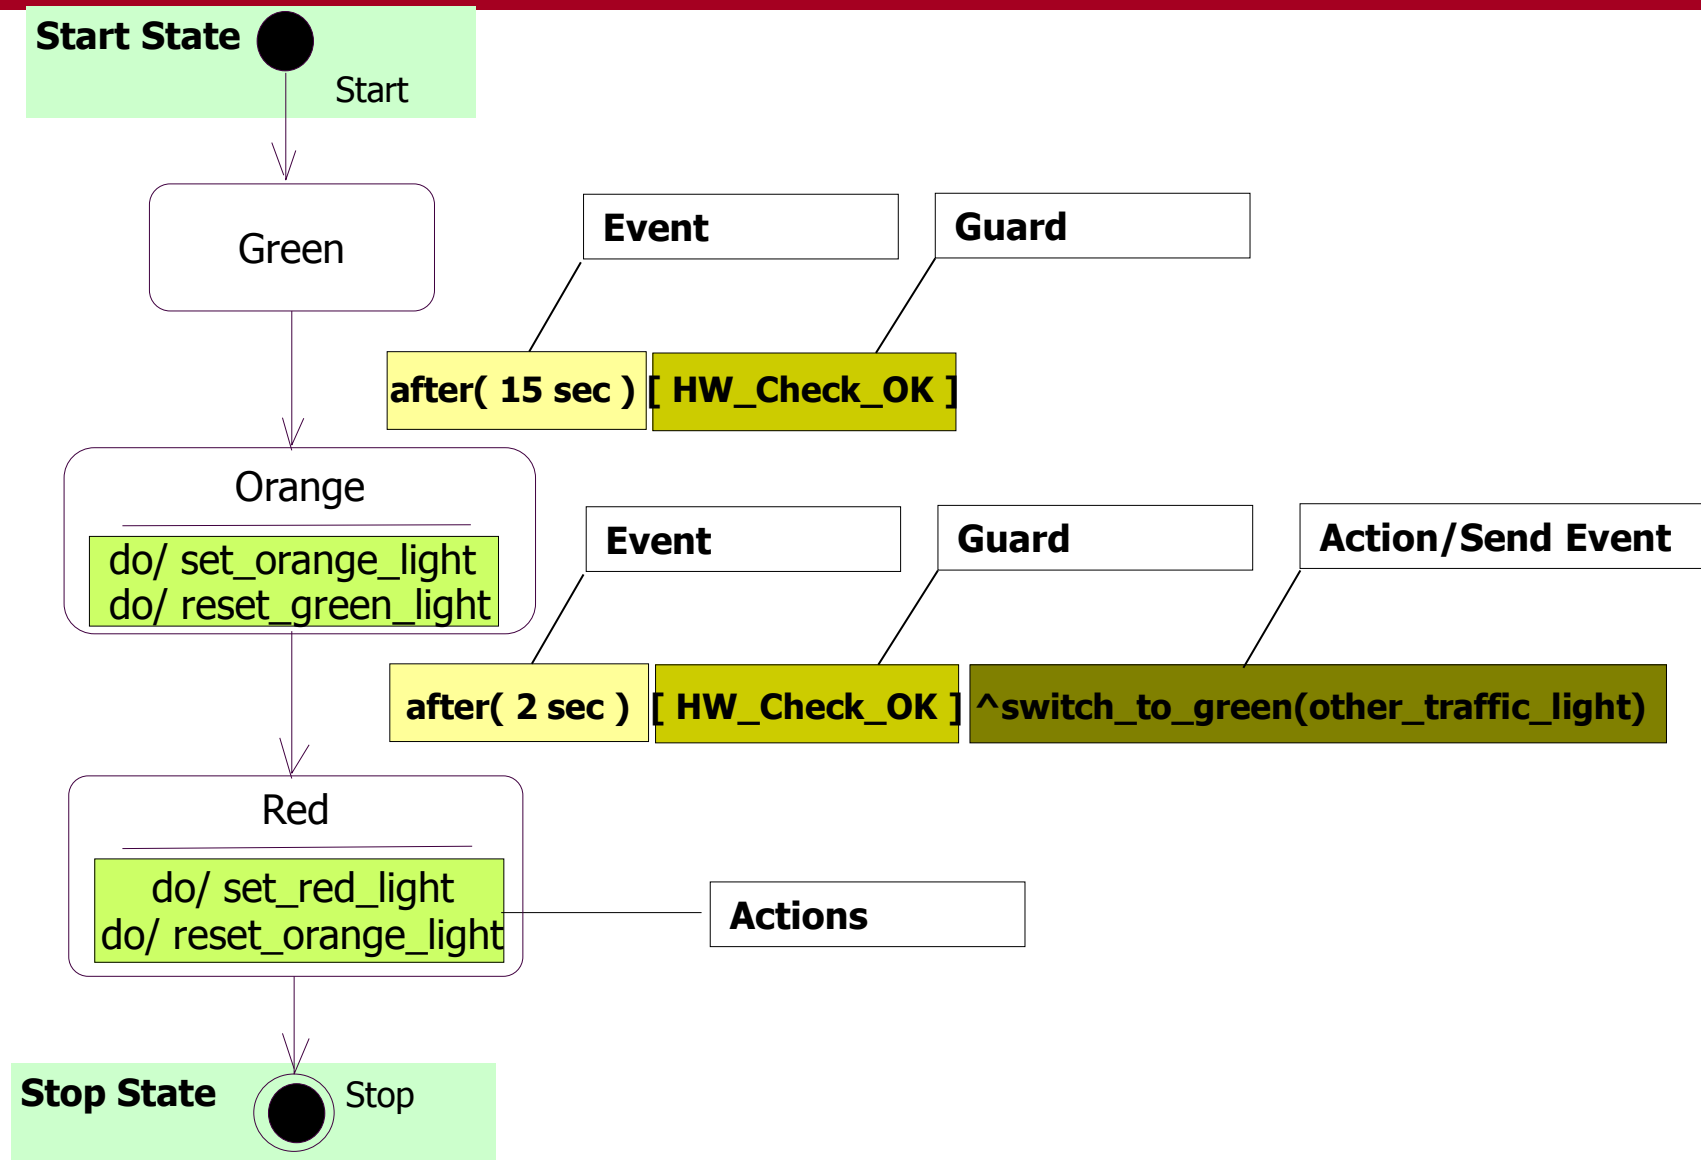 Start State
Start
Green
Event
Guard
after( 15 sec ) [ HW_Check_OK ]
Orange
do/ set_orange_light
do/ reset_green_light
Event
Guard
Action/Send Event
after( 2 sec ) [ HW_Check_OK ] ^switch_to_green(other_traffic_light)
Red
do/ set_red_light
do/ reset_orange_light
Actions
Stop State
Stop